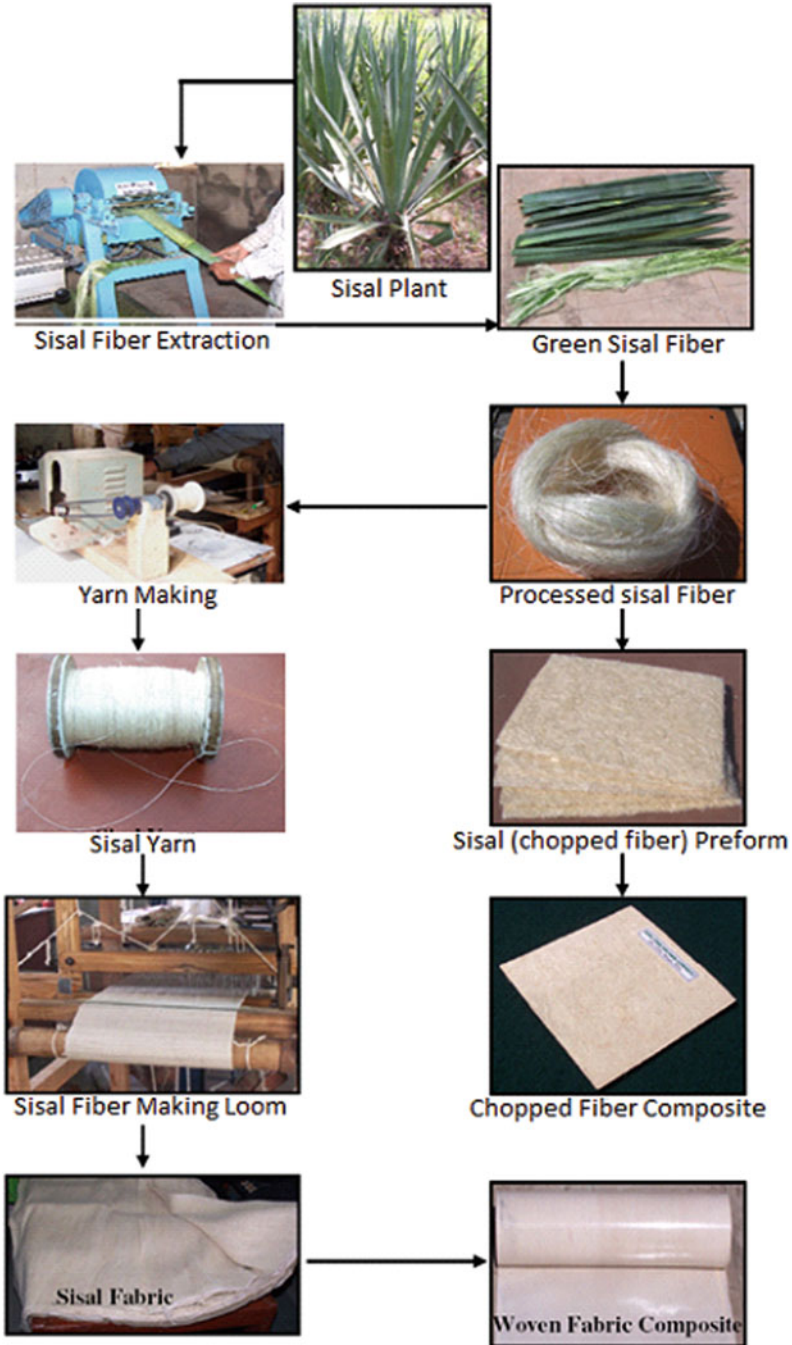 Sisal Plant
Sisal Fiber Extraction
Green Sisal Fiber
Yarn Making
Processed sisal Fiber
Sisal Yarn
Sisal (chopped fiber) Preform
Sisal Fiber Making Loom
Chopped Fiber Composite
Sisal Fabric
Woven Fabric Composite